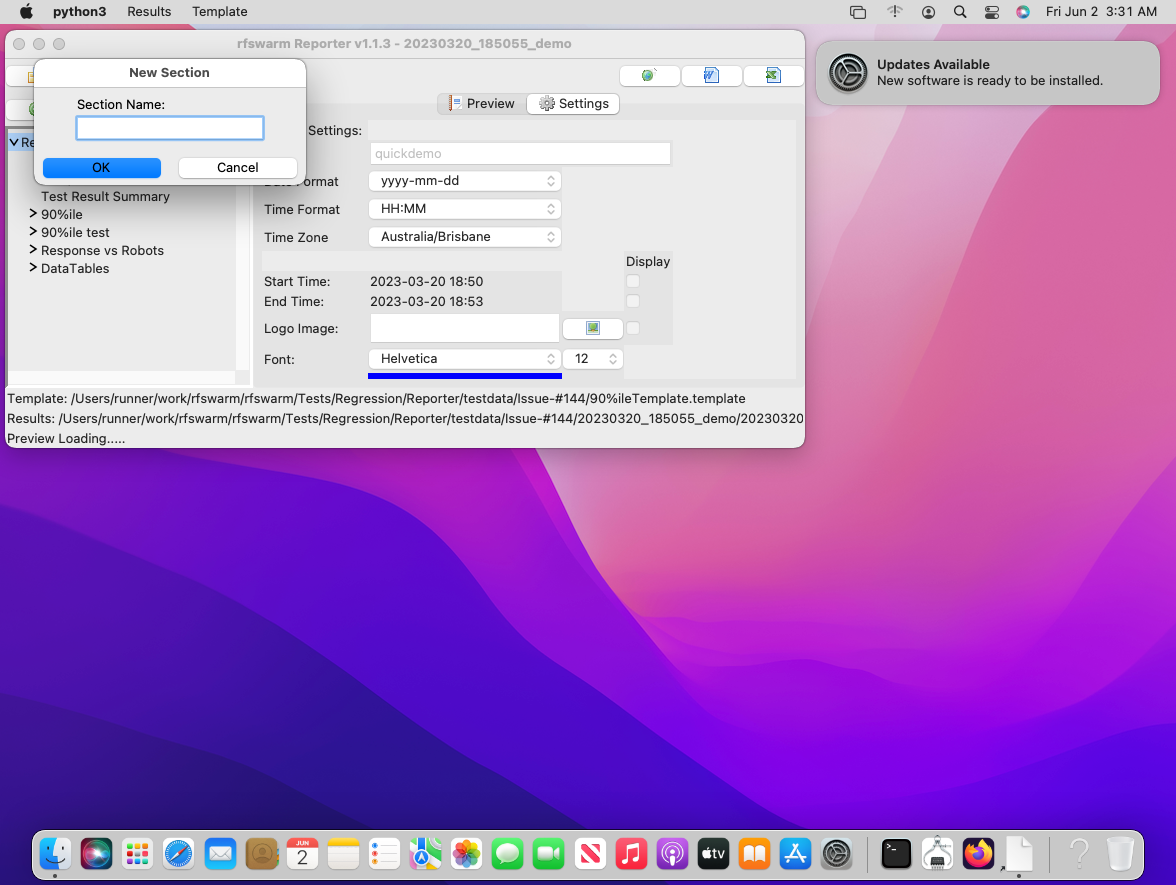 python3 Results Template Fri Jun 2 3:31 AM
rfswarm Reporter v1.1.3 - 20230320_185055_demo
Updates Available
New software is ready to be installed.
New Section
Section Name:
OK Cancel
Preview Settings
Re
Settings:
quickdemo
Format
yyyy-mm-dd
Test Result Summary
90%ile
90%ile test
Response vs Robots
DataTables
Time Format HH:MM
Time Zone Australia/Brisbane
Display
Start Time: 2023-03-20 18:50
End Time: 2023-03-20 18:53
Logo Image:
Font: Helvetica 12
Template: /Users/runner/work/rfswarm/rfswarm/Tests/Regression/Reporter/testdata/Issue-#144/90%ileTemplate.template
Results: /Users/runner/work/rfswarm/rfswarm/Tests/Regression/Reporter/testdata/Issue-#144/20230320_185055_demo/20230320
Preview Loading.....
JUN
2
tv